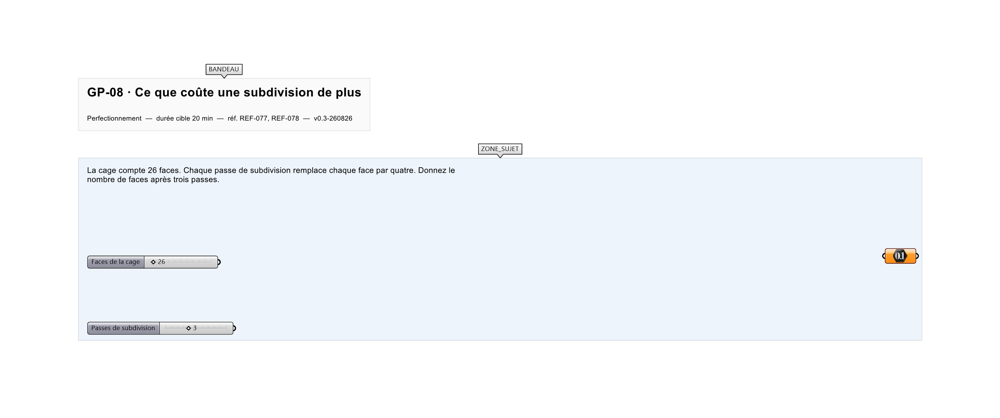 BANDEAU
GP-08 · Ce que coûte une subdivision de plus
Perfectionnement — durée cible 20 min — réf. REF-077, REF-078 — v0.3-260826
ZONE_SUJET
La cage compte 26 faces. Chaque passe de subdivision remplace chaque face par quatre. Donnez le
nombre de faces après trois passes.
Faces de la cage 26
0.1
Passes de subdivision 3